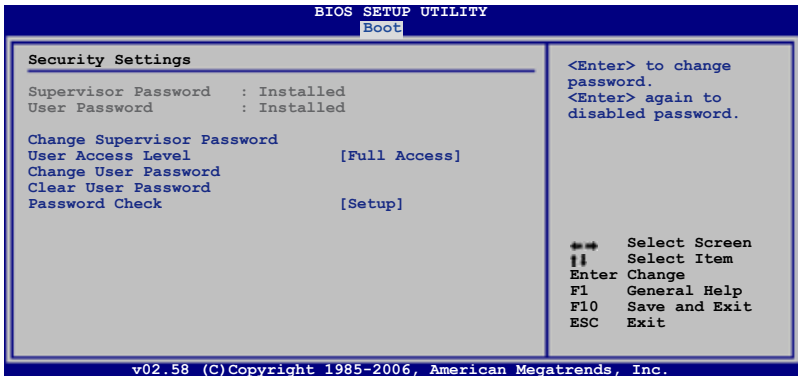 BIOS SETUP UTILITY
Boot
Security Settings
Supervisor Password : Installed
User Password : Installed
Change Supervisor Password
User Access Level [Full Access]
Change User Password
Clear User Password
Password Check [Setup]
<Enter> to change
password.
<Enter> again to
disabled password.
Select Screen
Select Item
Enter Change
F1 General Help
F10 Save and Exit
ESC Exit
v02.58 (C)Copyright 1985-2006, American Megatrends, Inc.